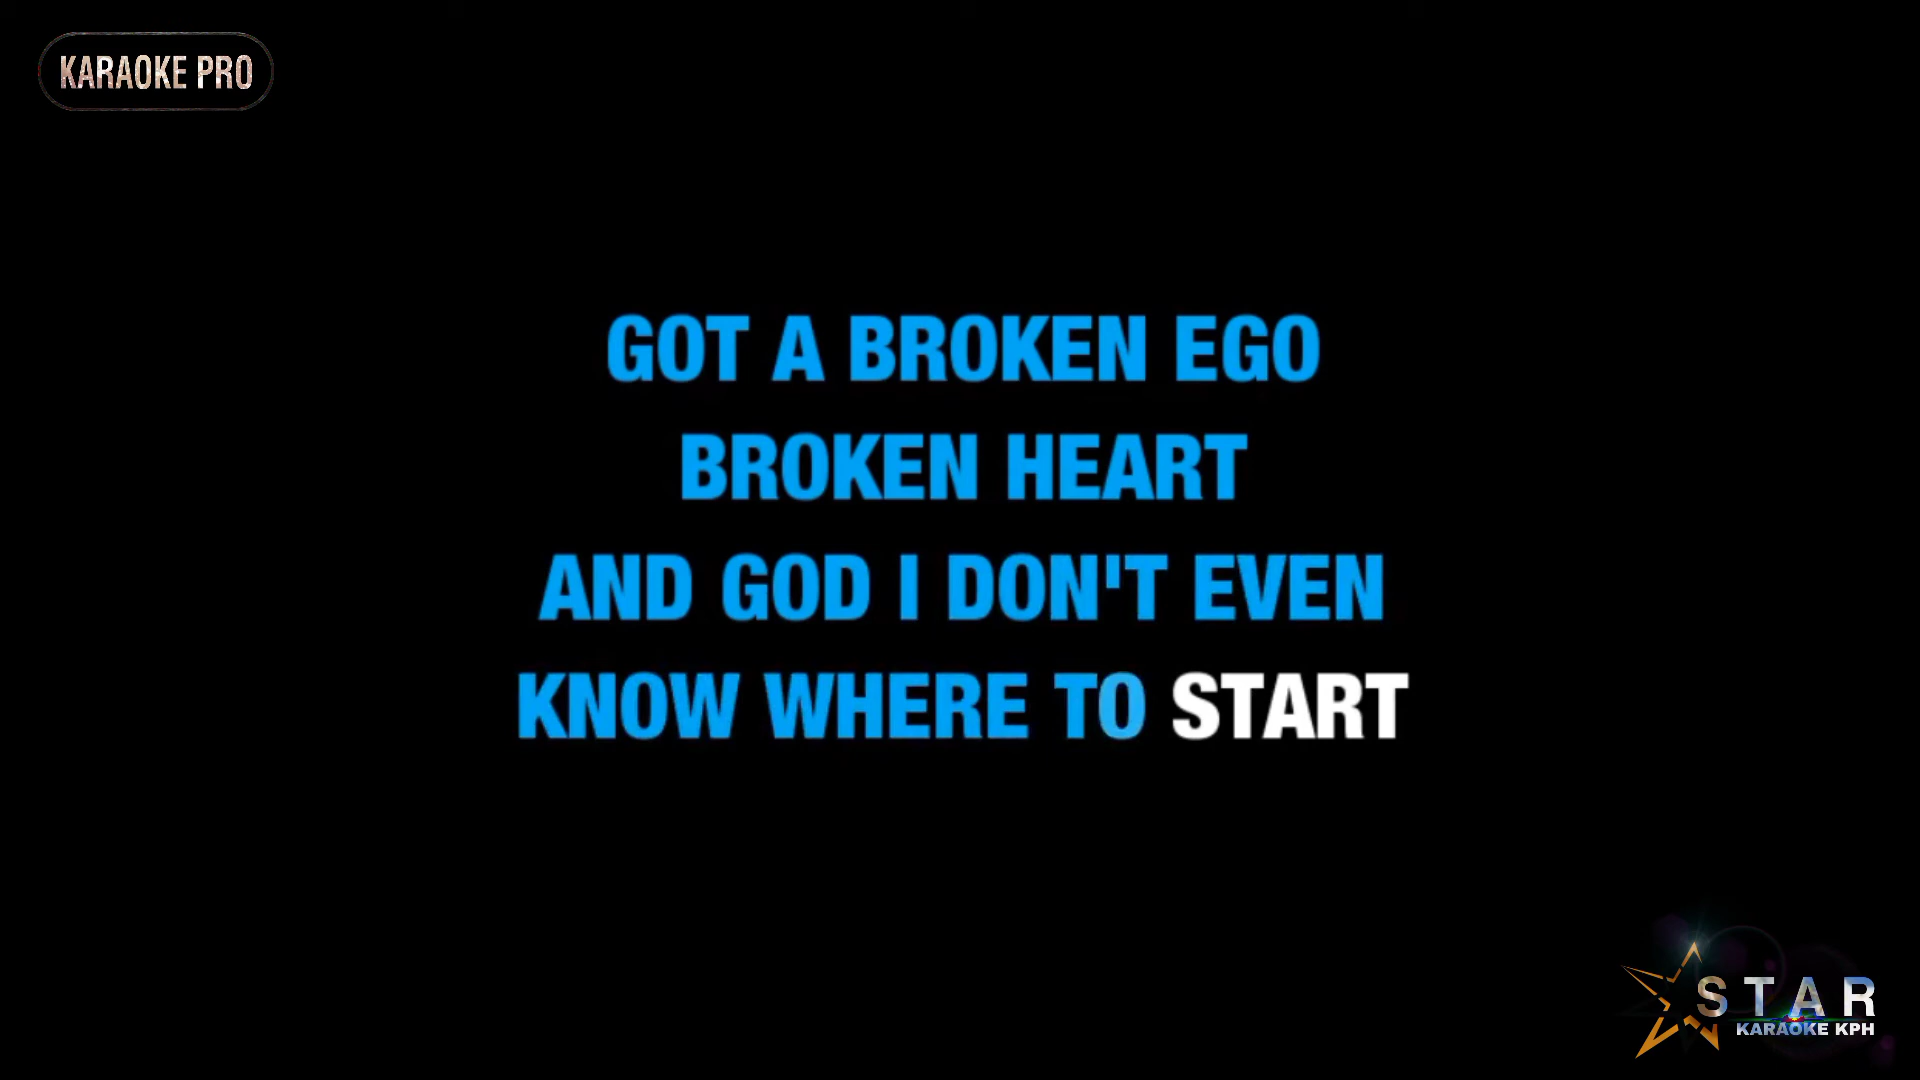 KARAOKE PRO
GOT A BROKEN EGO
BROKEN HEART
AND GOD I DON'T EVEN
KNOW WHERE TO START
STAR
KARAOKE KPH